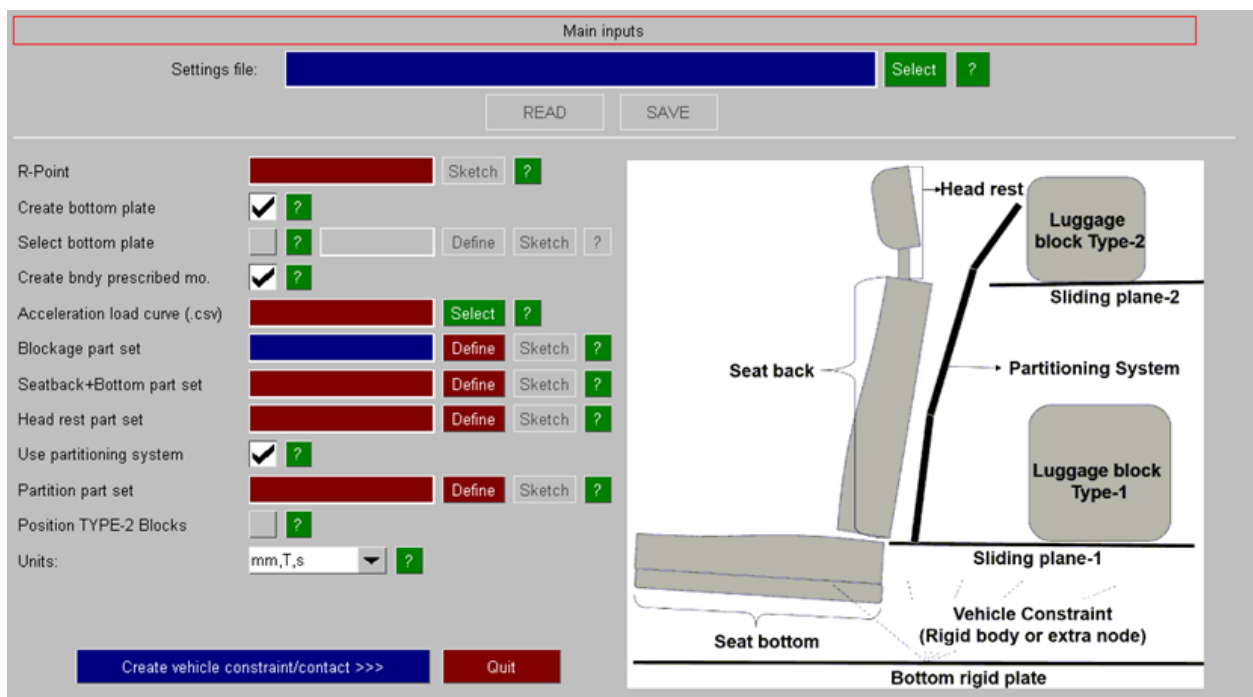 Main inputs
Settings file: Select ?
READ SAVE
R-Point Sketch ?
Create bottom plate ?
Select bottom plate ? Define Sketch ?
Create bndy prescribed mo. ?
Acceleration load curve (.csv) Select ?
Blockage part set Define Sketch ?
Seatback+Bottom part set Define Sketch ?
Head rest part set Define Sketch ?
Use partitioning system ?
Partition part set Define Sketch ?
Position TYPE-2 Blocks ?
Units: mm,T,s ?
Create vehicle constraint/contact >>> Quit
Head rest
Luggage
block Type-2
Sliding plane-2
Seat back
Partitioning System
Luggage block
Type-1
Sliding plane-1
Vehicle Constraint
(Rigid body or extra node)
Seat bottom
Bottom rigid plate